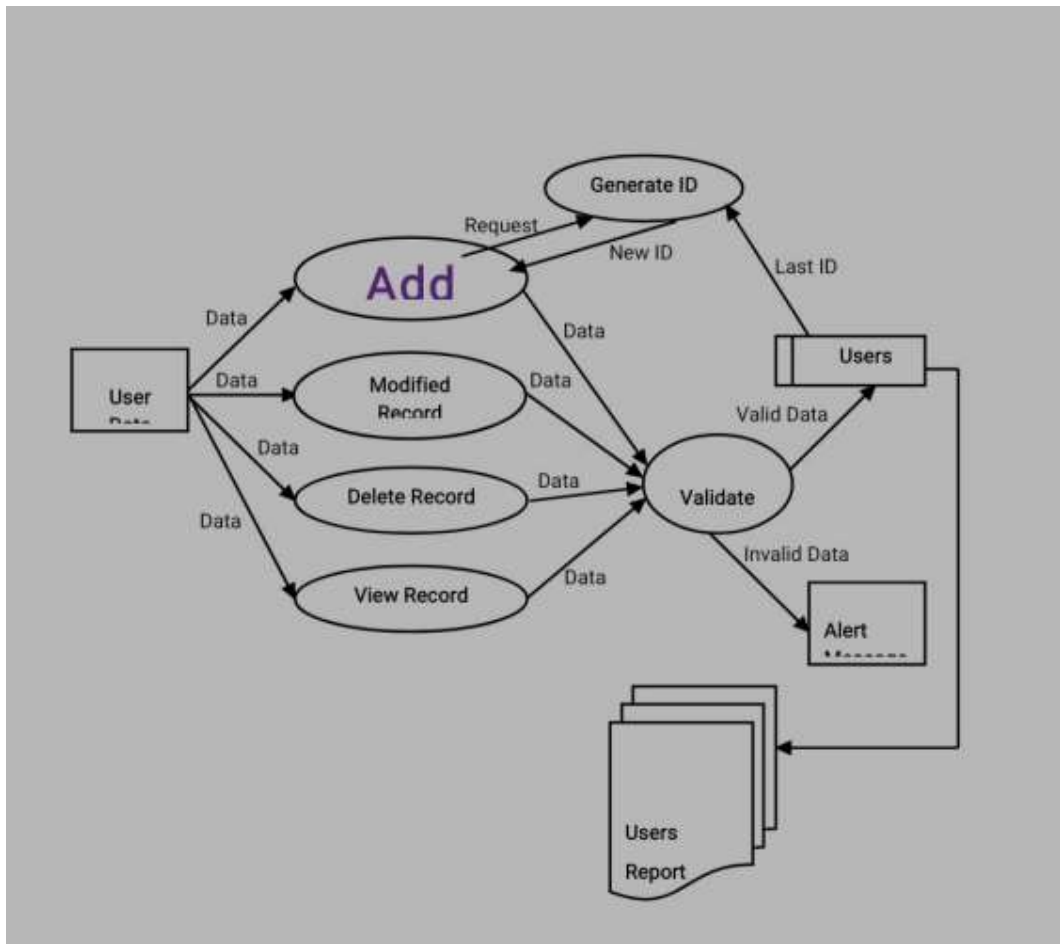 Generate ID
Request
New ID
Last ID
Add
Data
Data
Users
User
Data
Modified
Record
Data
Valid Data
Data
Delete Record
Data
Validate
Data
Invalid Data
View Record
Data
Alert
Users
Report